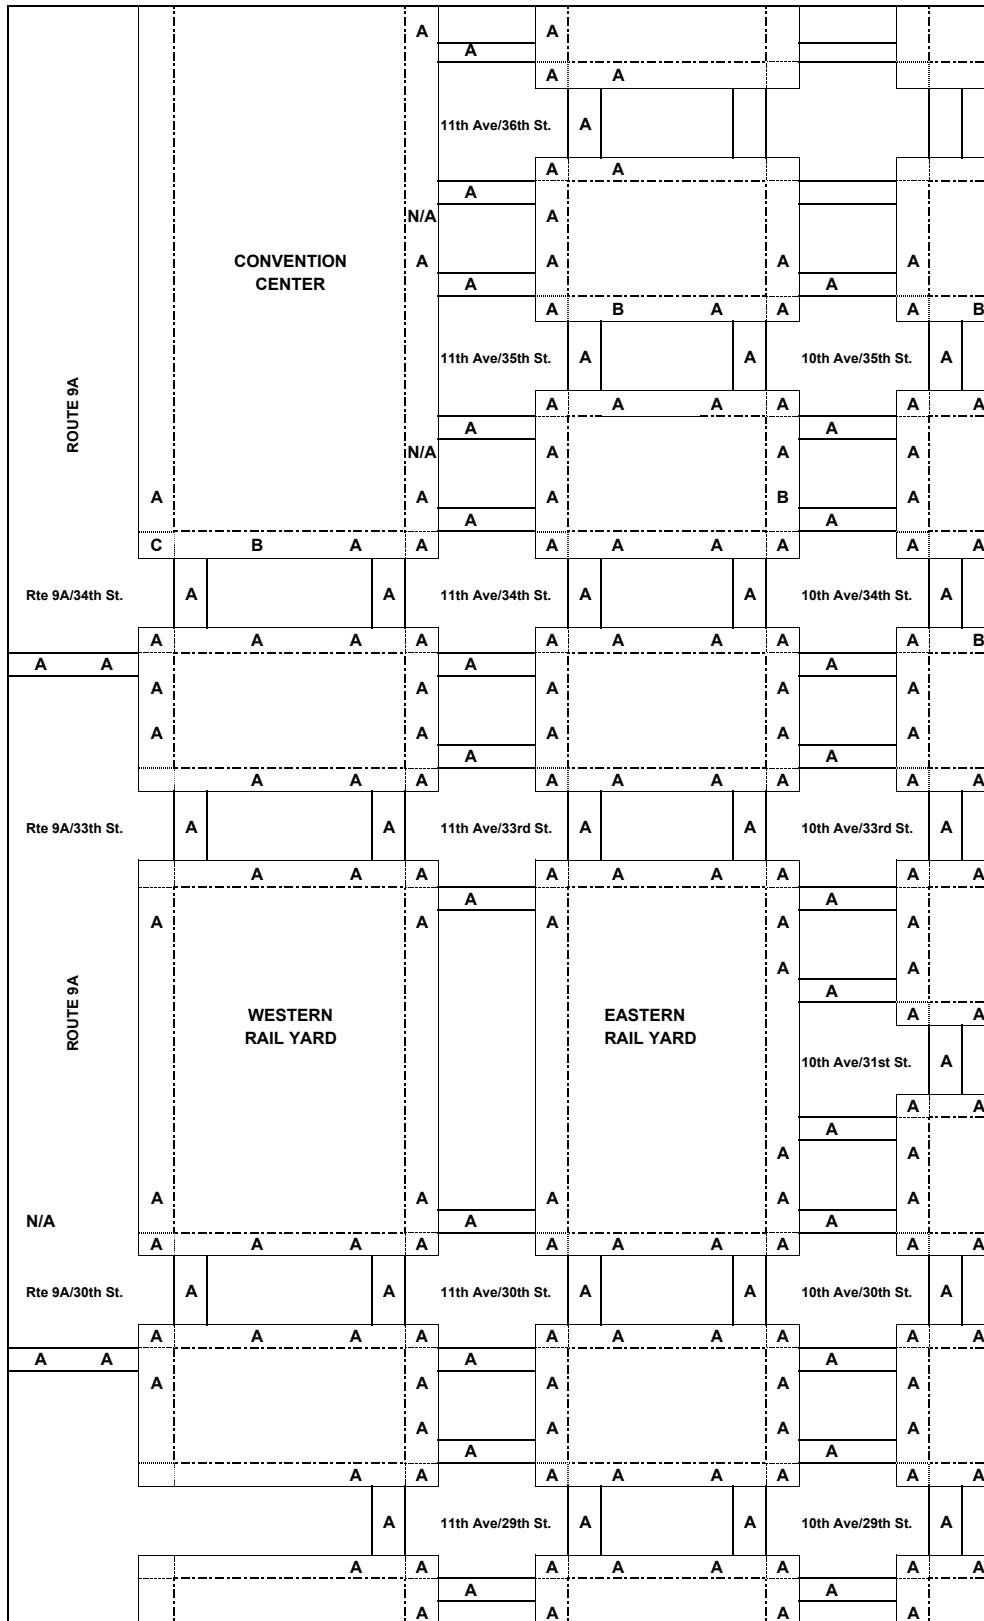 A A
A
A A
11th Ave/36th St. A
A A
A
N/A A
CONVENTION A A A A
CENTER
A A
A B A A A B
11th Ave/35th St. A A 10th Ave/35th St. A
ROUTE 9A
A A A A A A
A A
N/A A A A
A A A B A
A A
C B A A A A A A A A
Rte 9A/34th St. A A 11th Ave/34th St. A A 10th Ave/34th St. A
A A A A A A A A A B
A A A A
A A A A A
A A A A A
A A
A A A A A A A A A
Rte 9A/33th St. A A 11th Ave/33rd St. A A 10th Ave/33rd St. A
A A A A A A A A A
A A
A A A A
A A
A
ROUTE 9A
WESTERN EASTERN A A
RAIL YARD RAIL YARD
10th Ave/31st St. A
A A
A
A A
A A A A A
N/A A A
A A A A A A A A A A
Rte 9A/30th St. A A 11th Ave/30th St. A A 10th Ave/30th St. A
A A A A A A A A A A
A A A A
A A A A A
A A A A
A A
A A A A A A A A
A 11th Ave/29th St. A A 10th Ave/29th St. A
A A A A A A A A
A A
A A A A